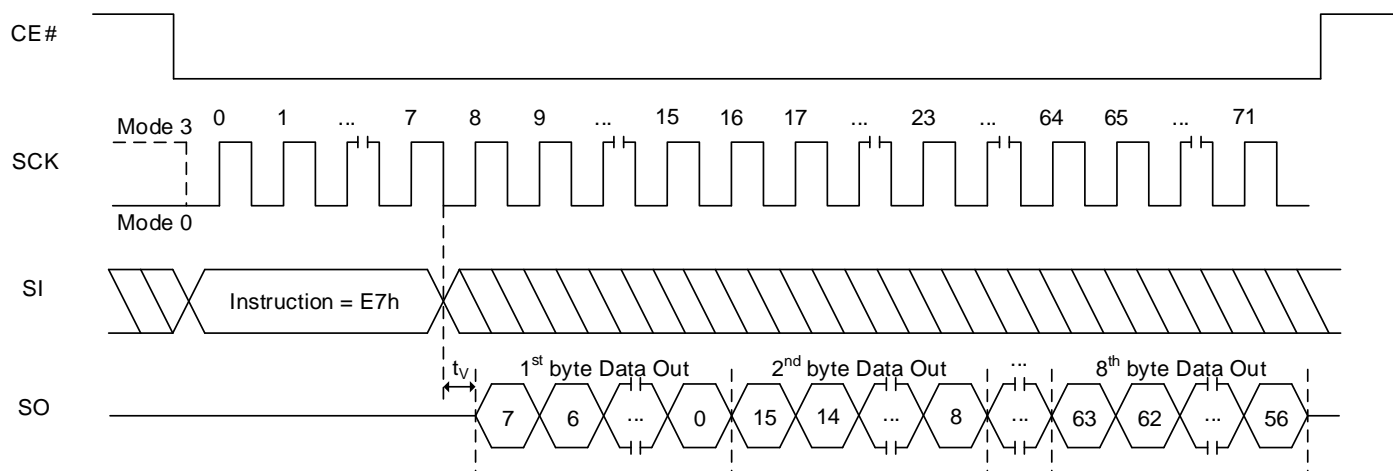 CE#
Mode 3 0 1 ... 7 8 9 ... 15 16 17 ... 23 ... 64 65 ... 71
SCK
Mode 0
SI Instruction = E7h
tV 1st byte Data Out 2nd byte Data Out ... 8th byte Data Out
SO 7 6 ... 0 15 14 ... 8 ... 63 62 ... 56